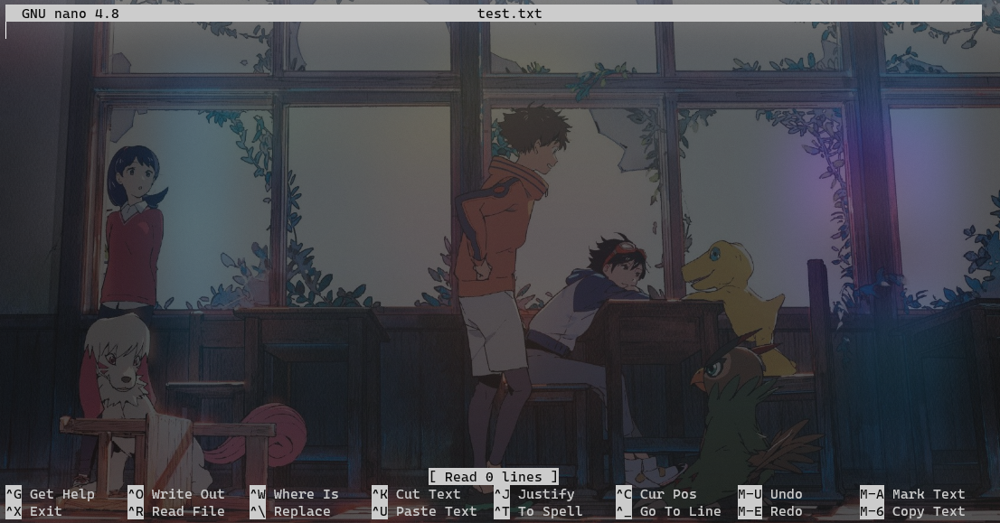 GNU nano 4.8 test.txt
[ Read 0 lines ]
^G Get Help ^O Write Out ^W Where Is ^K Cut Text ^J Justify ^C Cur Pos M-U Undo M-A Mark Text
^X Exit ^R Read File ^\ Replace ^U Paste Text ^T To Spell ^_ Go To Line M-E Redo M-6 Copy Text